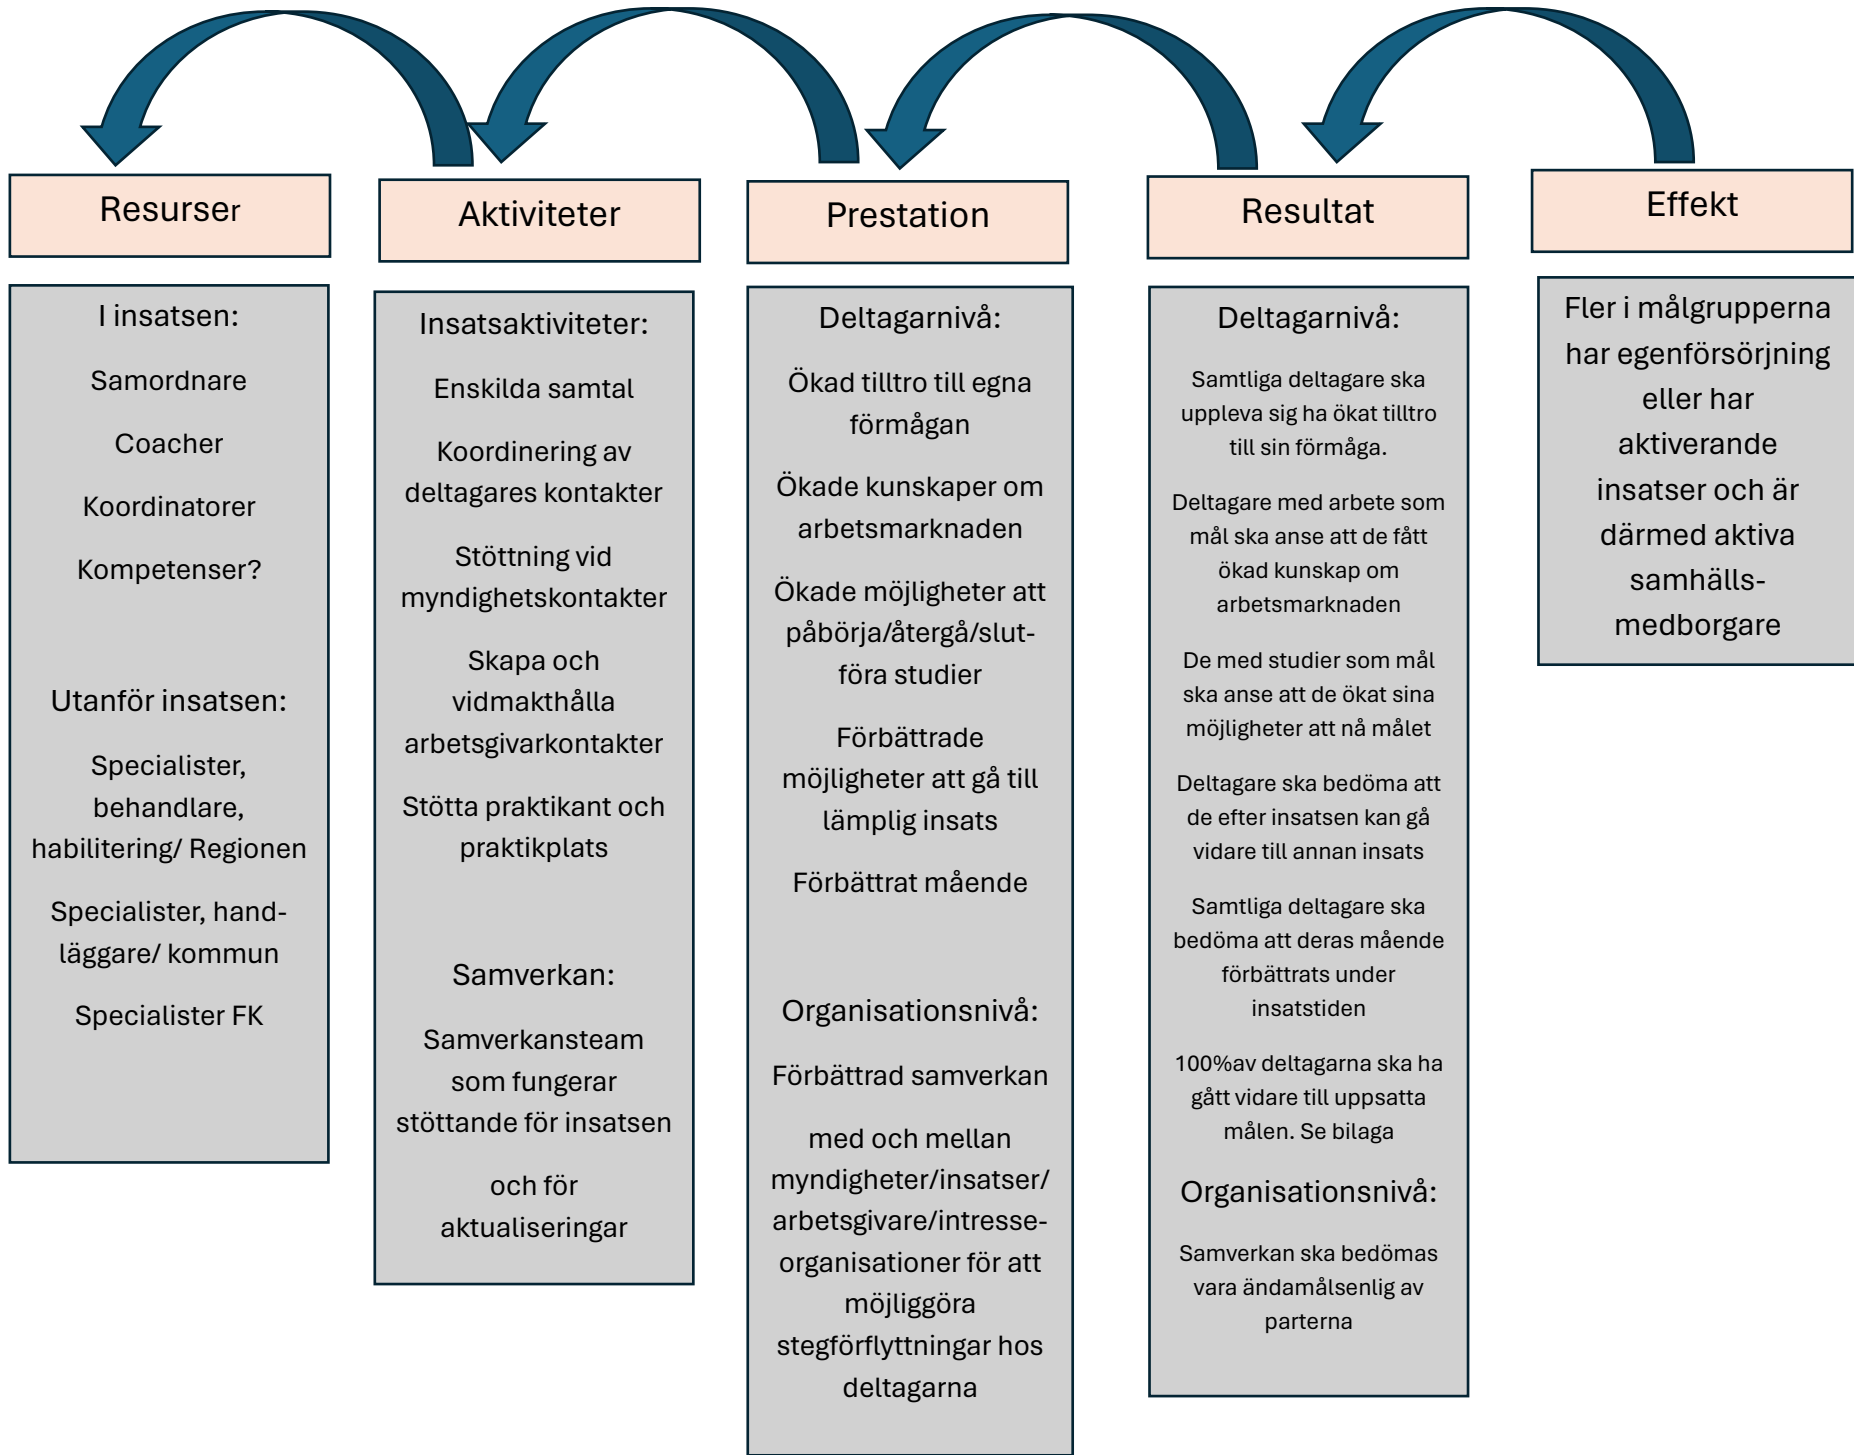 Resurser
I insatsen:
Samordnare
Coacher
Koordinatorer
Kompetenser?
Utanför insatsen:
Specialister,
behandlare,
habilitering/ Regionen
Specialister, hand-
läggare/ kommun
Specialister FK
Aktiviteter
Insatsaktiviteter:
Enskilda samtal
Koordinering av
deltagares kontakter
Stöttning vid
myndighetskontakter
Skapa och
vidmakthålla
arbetsgivarkontakter
Stötta praktikant och
praktikplats
Samverkan:
Samverkansteam
som fungerar
stöttande för insatsen
och för
aktualiseringar
Prestation
Deltagarnivå:
Ökad tilltro till egna
förmågan
Ökade kunskaper om
arbetsmarknaden
Ökade möjligheter att
påbörja/återgå/slut-
föra studier
Förbättrade
möjligheter att gå till
lämplig insats
Förbättrat mående
Organisationsnivå:
Förbättrad samverkan
med och mellan
myndigheter/insatser/
arbetsgivare/intresse-
organisationer för att
möjliggöra
stegförflyttningar hos
deltagarna
Resultat
Deltagarnivå:
Samtliga deltagare ska
uppleva sig ha ökat tilltro
till sin förmåga.
Deltagare med arbete som
mål ska anse att de fått
ökad kunskap om
arbetsmarknaden
De med studier som mål
ska anse att de ökat sina
möjligheter att nå målet
Deltagare ska bedöma att
de efter insatsen kan gå
vidare till annan insats
Samtliga deltagare ska
bedöma att deras mående
förbättrats under
insatstiden
100%av deltagarna ska ha
gått vidare till uppsatta
målen. Se bilaga
Organisationsnivå:
Samverkan ska bedömas
vara ändamålsenlig av
parterna
Effekt
Fler i målgrupperna
har egenförsörjning
eller har
aktiverande
insatser och är
därmed aktiva
samhälls-
medborgare